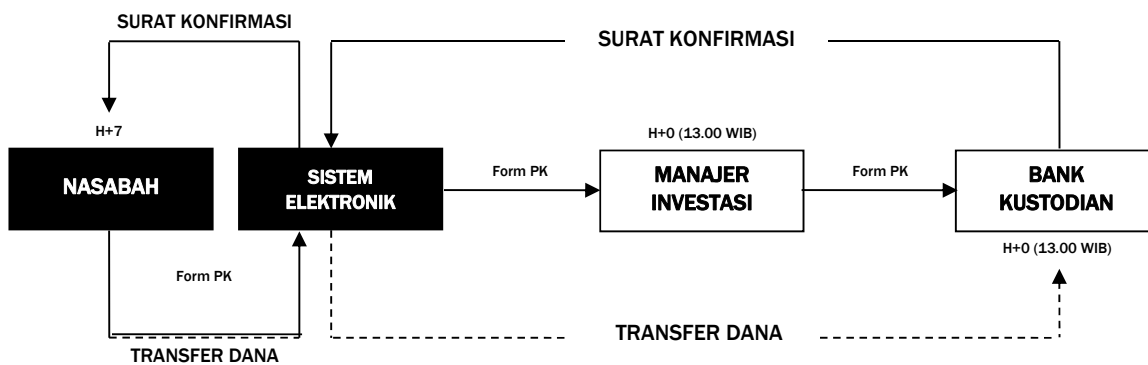 SURAT KONFIRMASI
SURAT KONFIRMASI
H+7
H+0 (13.00 WIB)
NASABAH
SISTEM
ELEKTRONIK
Form PK
MANAJER
INVESTASI
Form PK
BANK
KUSTODIAN
H+0 (13.00 WIB)
Form PK
TRANSFER DANA
TRANSFER DANA